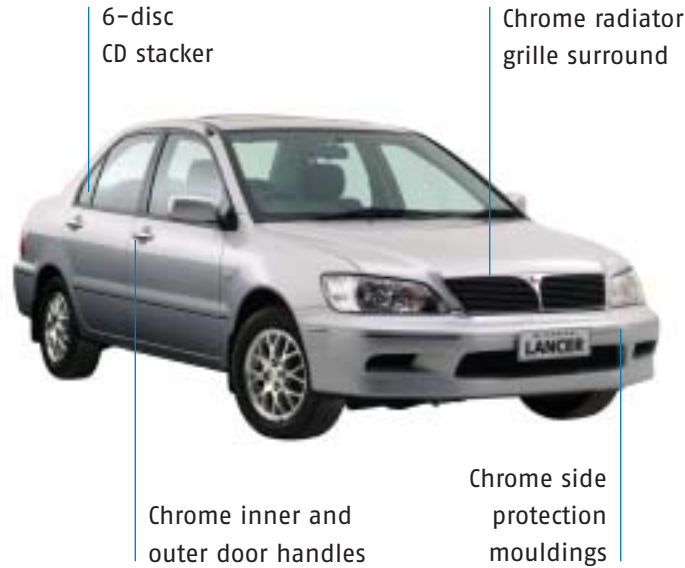 6-disc
CD stacker
Chrome radiator
grille surround
LANCER
Chrome inner and
outer door handles
Chrome side
protection
mouldings